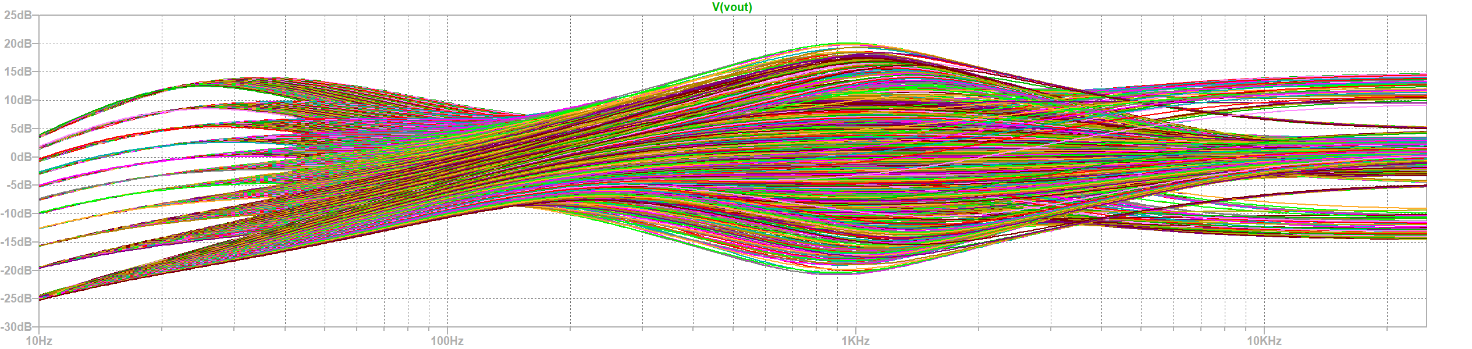 V(vout)
25dB
20dB
15dB
10dB
5dB
0dB
-5dB
-10dB
-15dB
-20dB
-25dB
-30dB
10Hz 100Hz 1KHz 10KHz